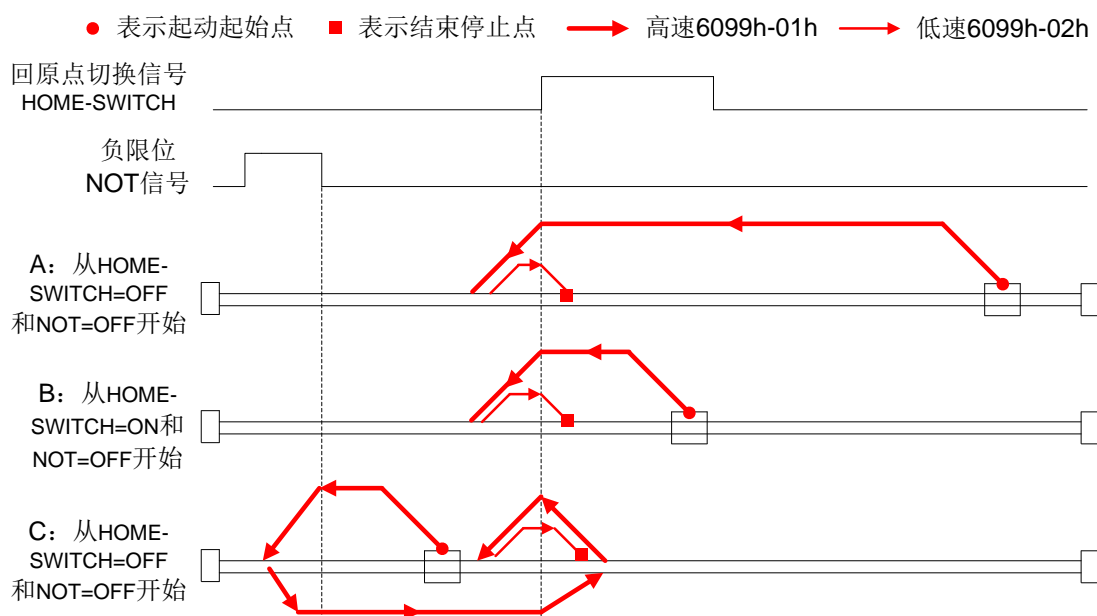 表示起动起始点 表示结束停止点 高速6099h-01h 低速6099h-02h
回原点切换信号
HOME-SWITCH
负限位
NOT信号
A：从HOME-
SWITCH=OFF
和NOT=OFF开始
B：从HOME-
SWITCH=ON和
NOT=OFF开始
C：从HOME-
SWITCH=OFF
和NOT=OFF开始